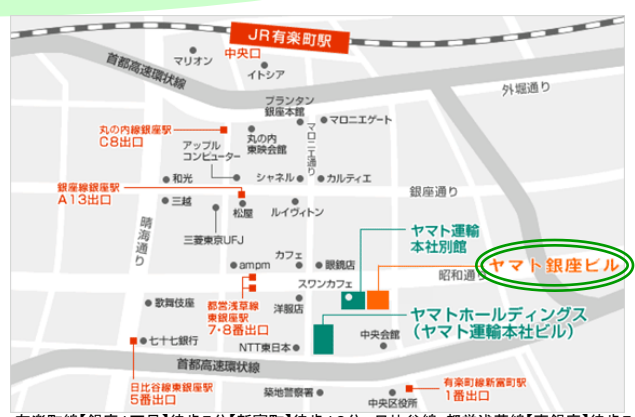 JR有楽町駅
中央口
マリオン
イトシア
首都高速環状線
外堀通り
プランタン
銀座本館
マロニエゲート
マロニエ通り
丸の内線銀座駅
C8出口
丸の内
東映会館
アップル
コンピューター
和光
シャネル
カルティエ
銀座線銀座駅
A13出口
銀座通り
三越
松屋
ルイヴィトン
晴海通り
三菱東京UFJ
ヤマト運輸
本社別館
カフェ
ampm
眼鏡店
昭和通り
ヤマト銀座ビル
スワンカフェ
歌舞伎座
都営浅草線
東銀座駅
7・8番出口
洋服店
ヤマトホールディングス
(ヤマト運輸本社ビル)
七十七銀行
NTT東日本
中央会館
首都高速環状線
日比谷線東銀座駅
5番出口
築地警察署
中央区役所
有楽町線新富町駅
1番出口